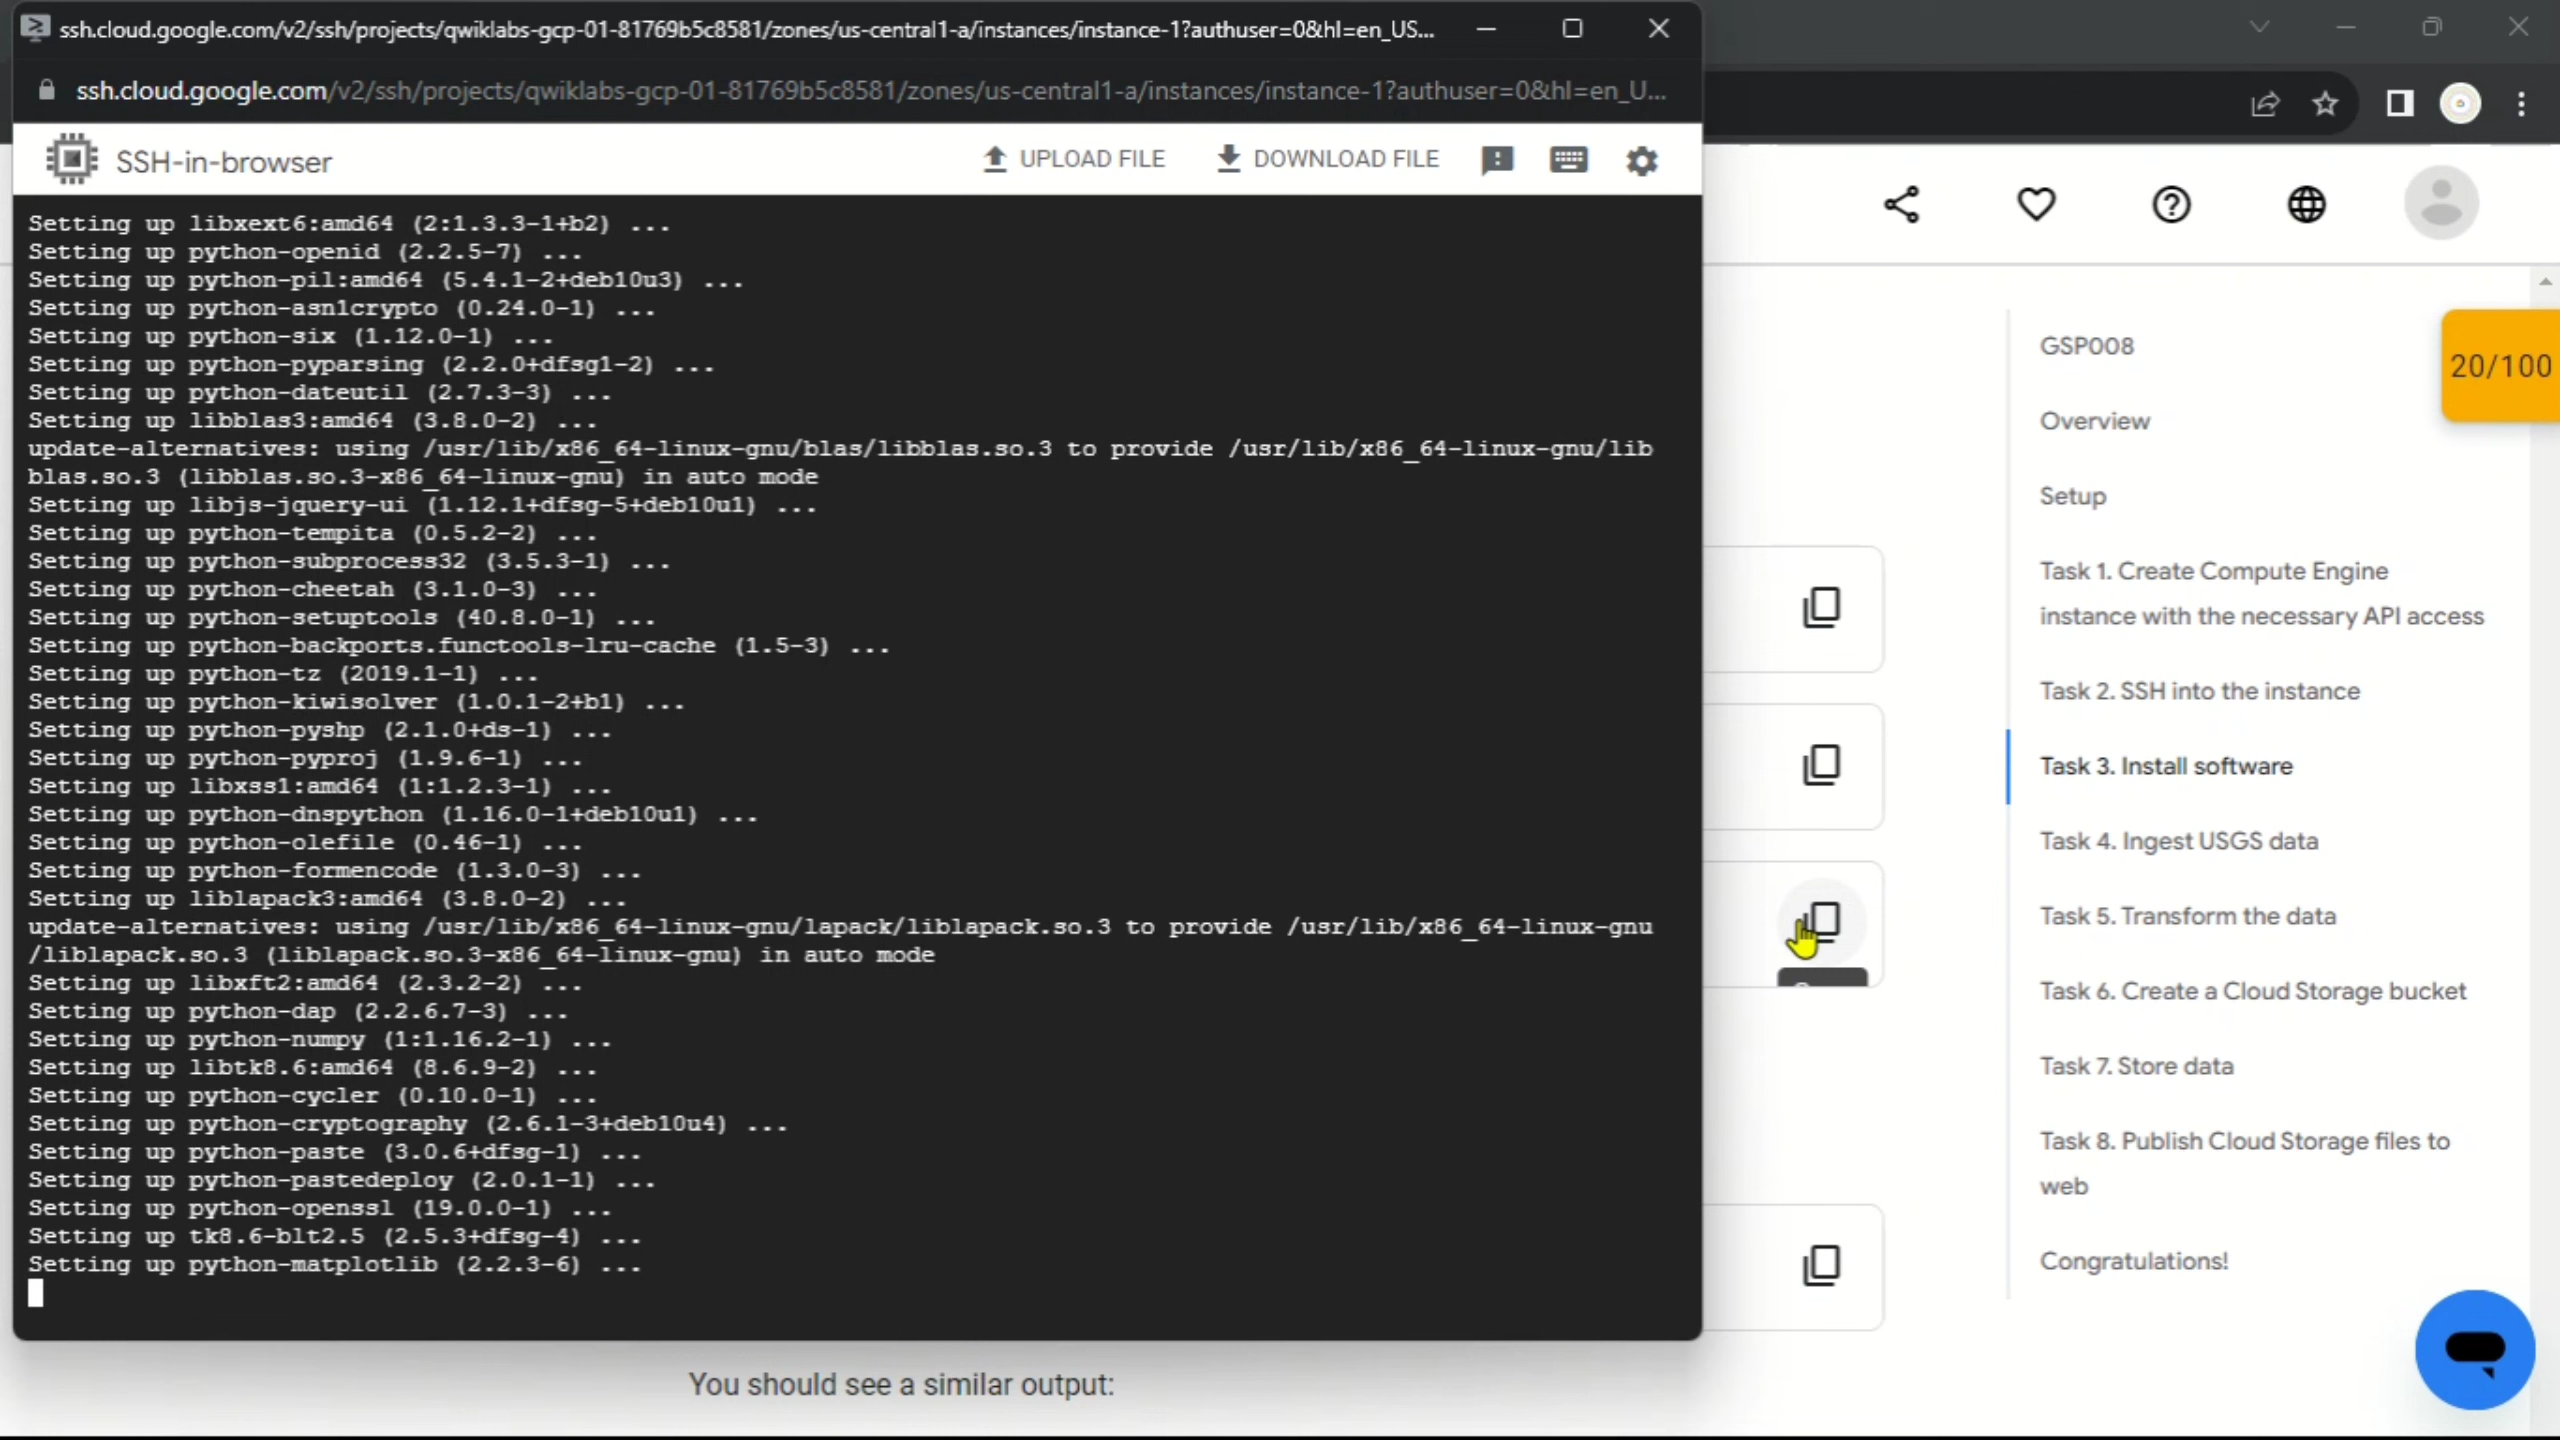 ssh.cloud.google.com/v2/ssh/projects/qwiklabs-gcp-01-81769b5c8581/zones/us-central1-a/instances/instance-1?authuser=0&hl=en_US...
ssh.cloud.google.com/v2/ssh/projects/qwiklabs-gcp-01-81769b5c8581/zones/us-central1-a/instances/instance-1?authuser=0&hl=en_U...
SSH-in-browser
UPLOAD FILE
DOWNLOAD FILE
Setting up libxext6:amd64 (2:1.3.3-1+b2) ...
Setting up python-openid (2.2.5-7) ...
Setting up python-pil:amd64 (5.4.1-2+deb10u3) ...
Setting up python-asn1crypto (0.24.0-1) ...
Setting up python-six (1.12.0-1) ...
Setting up python-pyparsing (2.2.0+dfsg1-2) ...
Setting up python-dateutil (2.7.3-3) ...
Setting up libblas3:amd64 (3.8.0-2) ...
update-alternatives: using /usr/lib/x86_64-linux-gnu/blas/libblas.so.3 to provide /usr/lib/x86_64-linux-gnu/lib
blas.so.3 (libblas.so.3-x86_64-linux-gnu) in auto mode
Setting up libjs-jquery-ui (1.12.1+dfsg-5+deb10u1) ...
Setting up python-tempita (0.5.2-2) ...
Setting up python-subprocess32 (3.5.3-1) ...
Setting up python-cheetah (3.1.0-3) ...
Setting up python-setuptools (40.8.0-1) ...
Setting up python-backports.functools-lru-cache (1.5-3) ...
Setting up python-tz (2019.1-1) ...
Setting up python-kiwisolver (1.0.1-2+b1) ...
Setting up python-pyshp (2.1.0+ds-1) ...
Setting up python-pyproj (1.9.6-1) ...
Setting up libxss1:amd64 (1:1.2.3-1) ...
Setting up python-dnspython (1.16.0-1+deb10u1) ...
Setting up python-olefile (0.46-1) ...
Setting up python-formencode (1.3.0-3) ...
Setting up liblapack3:amd64 (3.8.0-2) ...
update-alternatives: using /usr/lib/x86_64-linux-gnu/lapack/liblapack.so.3 to provide /usr/lib/x86_64-linux-gnu
/liblapack.so.3 (liblapack.so.3-x86_64-linux-gnu) in auto mode
Setting up libxft2:amd64 (2.3.2-2) ...
Setting up python-dap (2.2.6.7-3) ...
Setting up python-numpy (1:1.16.2-1) ...
Setting up libtk8.6:amd64 (8.6.9-2) ...
Setting up python-cycler (0.10.0-1) ...
Setting up python-cryptography (2.6.1-3+deb10u4) ...
Setting up python-paste (3.0.6+dfsg-1) ...
Setting up python-pastedeploy (2.0.1-1) ...
Setting up python-openssl (19.0.0-1) ...
Setting up tk8.6-blt2.5 (2.5.3+dfsg-4) ...
Setting up python-matplotlib (2.2.3-6) ...
You should see a similar output:
GSP008
20/100
Overview
Setup
Task 1. Create Compute Engine
instance with the necessary API access
Task 2. SSH into the instance
Task 3. Install software
Task 4. Ingest USGS data
Task 5. Transform the data
Task 6. Create a Cloud Storage bucket
Task 7. Store data
Task 8. Publish Cloud Storage files to
web
Congratulations!